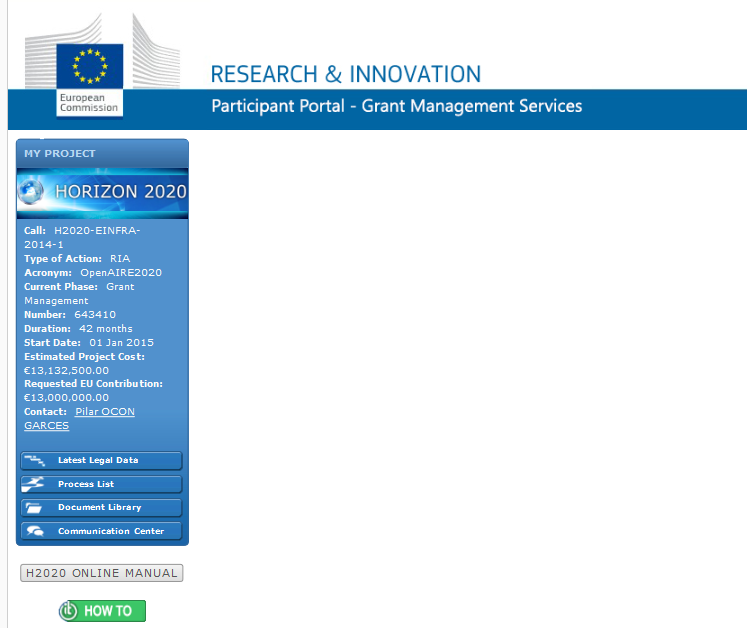 European
Commission
RESEARCH & INNOVATION
Participant Portal - Grant Management Services
MY PROJECT
HORIZON 2020
Call: H2020-EINFRA-
2014-1
Type of Action: RIA
Acronym: OpenAIRE2020
Current Phase: Grant
Management
Number: 643410
Duration: 42 months
Start Date: 01 Jan 2015
Estimated Project Cost:
€13,132,500.00
Requested EU Contribution:
€13,000,000.00
Contact: Pilar OCON
GARCES
Latest Legal Data
Process List
Document Library
Communication Center
H2020 ONLINE MANUAL
it HOW TO